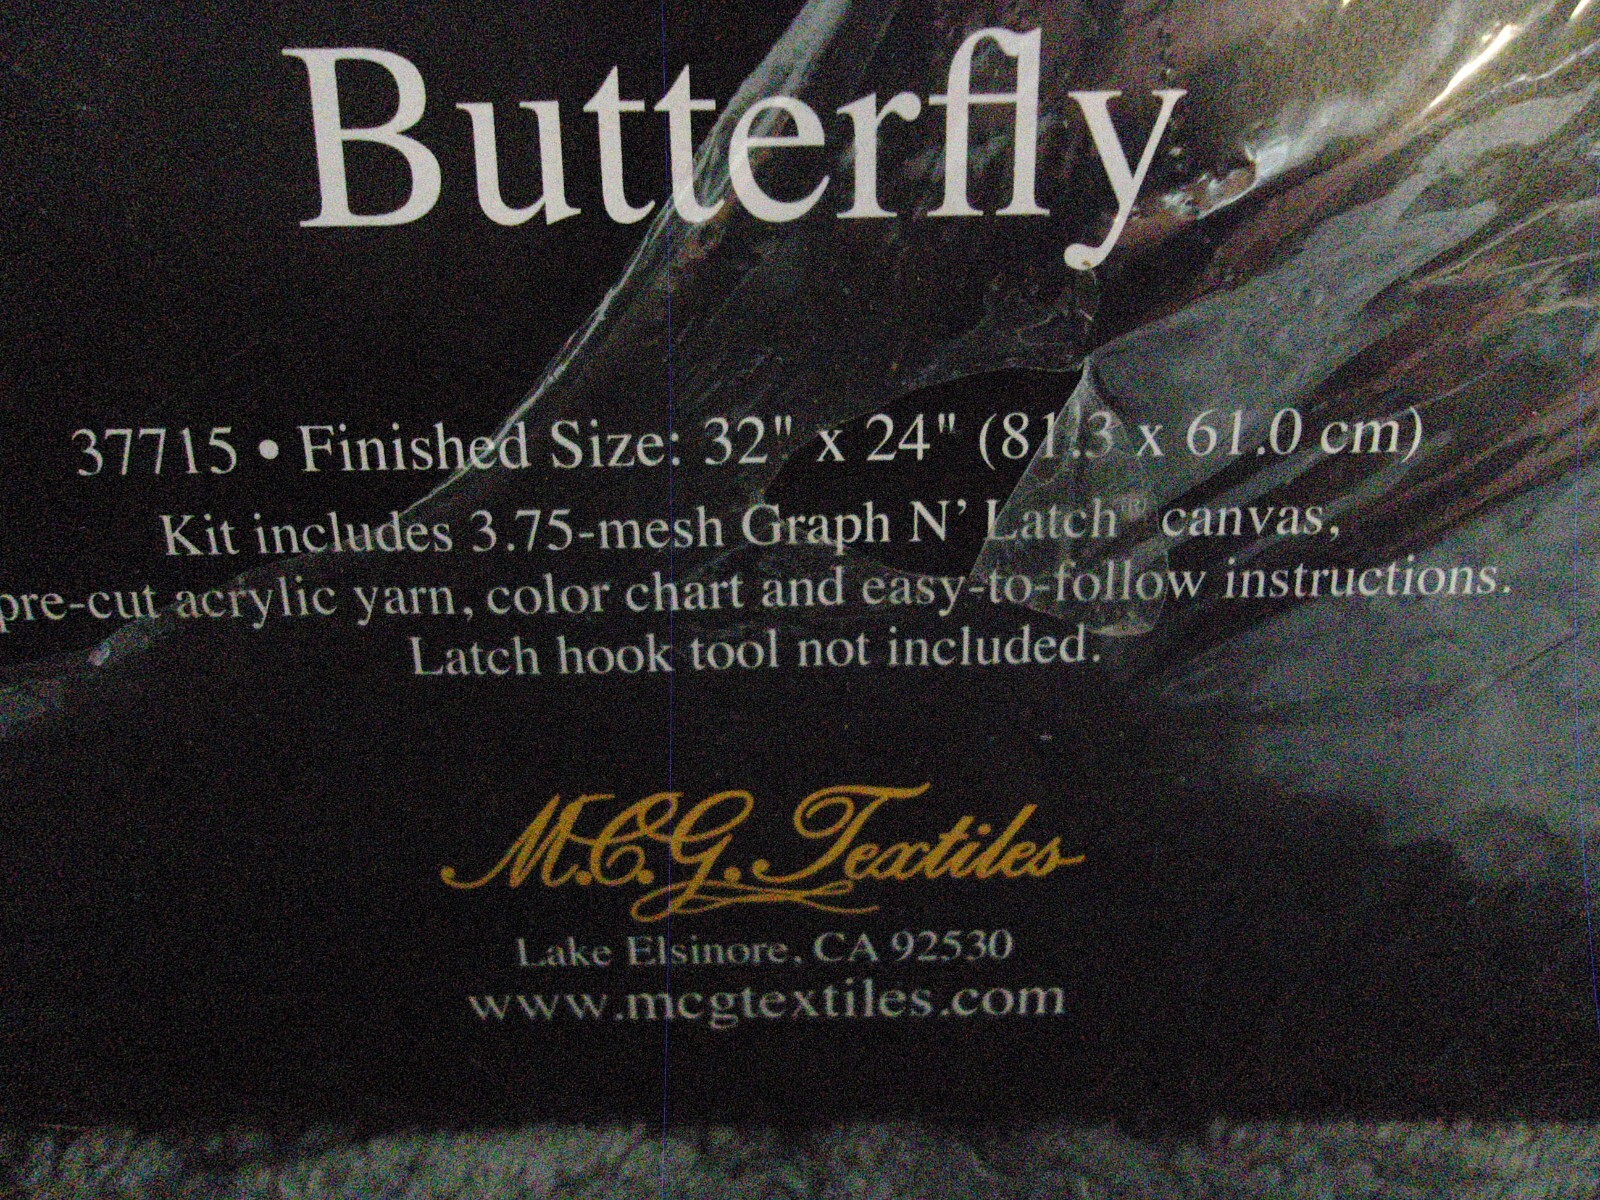 Butterfly
37715 • Finished Size: 32" x 24" (81.3 x 61.0 cm)
Kit includes 3.75-mesh Graph N' Latch® canvas,
pre-cut acrylic yarn, color chart and easy-to-follow instructions.
Latch hook tool not included.
M.C.G. Textiles
Lake Elsinore, CA 92530
www.mcgtextiles.com